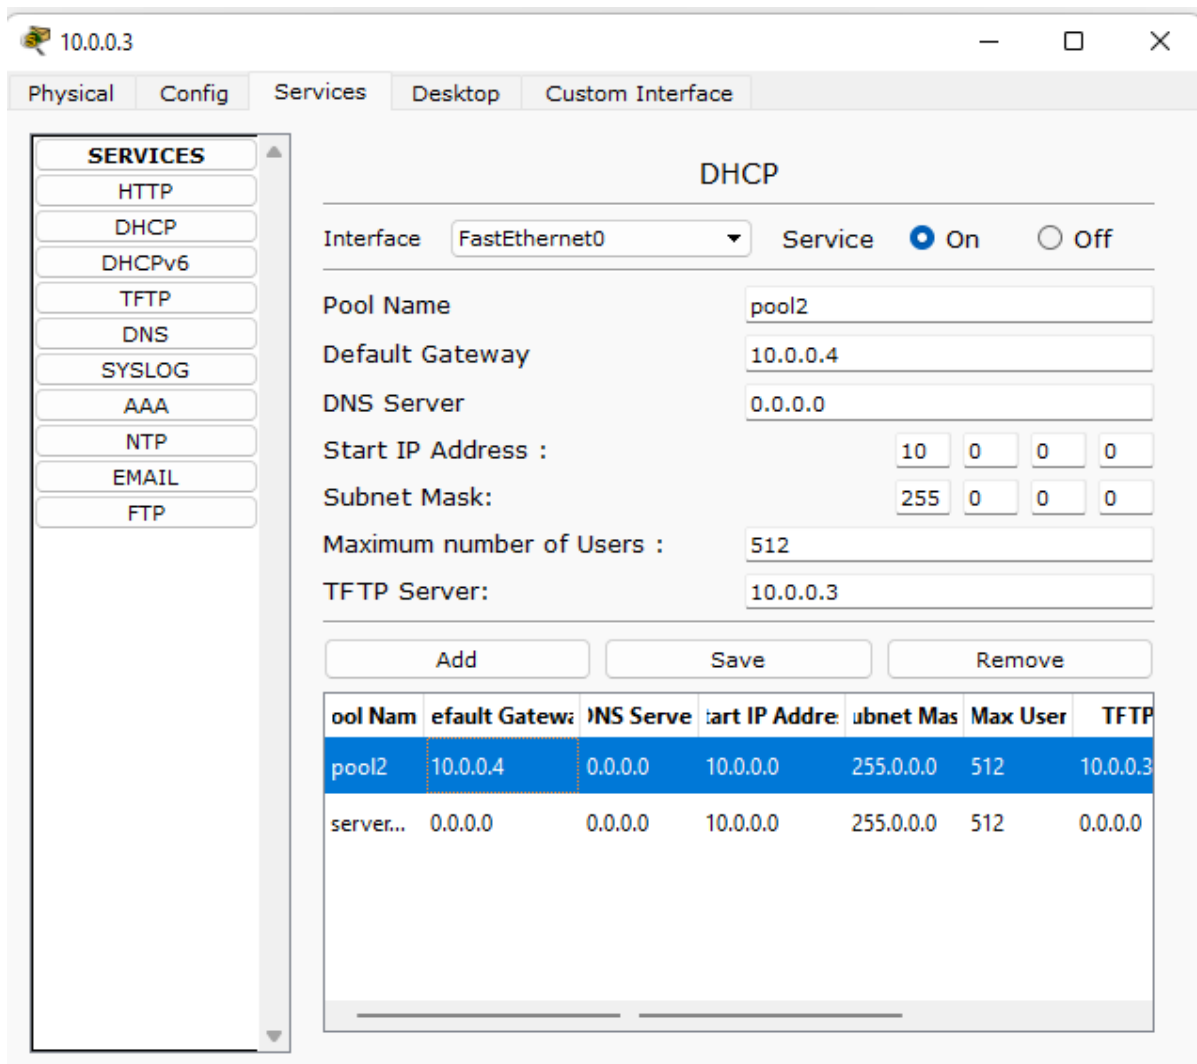 10.0.0.3
Physical Config Services Desktop Custom Interface
SERVICES
HTTP
DHCP
DHCPv6
TFTP
DNS
SYSLOG
AAA
NTP
EMAIL
FTP
DHCP
Interface FastEthernet0 Service On Off
Pool Name pool2
Default Gateway 10.0.0.4
DNS Server 0.0.0.0
Start IP Address : 10 0 0 0
Subnet Mask: 255 0 0 0
Maximum number of Users : 512
TFTP Server: 10.0.0.3
Add Save Remove
ool Nam efault Gatewa DNS Serve tart IP Addre: ubnet Mas Max User TFTP
pool2 10.0.0.4 0.0.0.0 10.0.0.0 255.0.0.0 512 10.0.0.3
server... 0.0.0.0 0.0.0.0 10.0.0.0 255.0.0.0 512 0.0.0.0